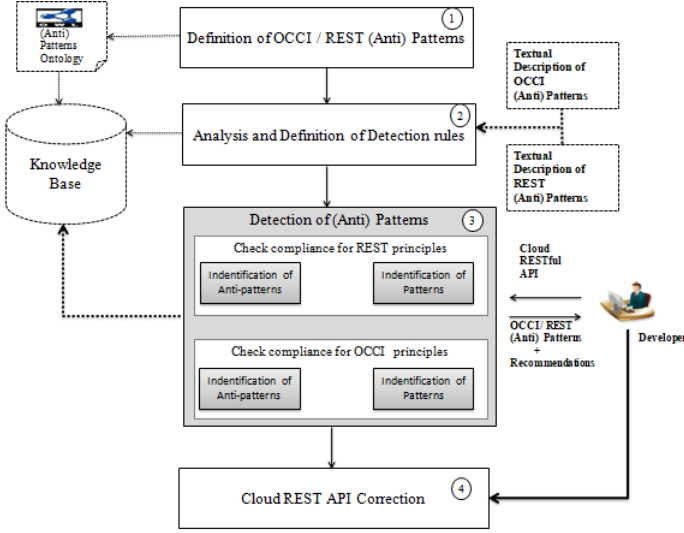 OWL
(Anti)
Patterns
Ontology
1
Definition of OCCI / REST (Anti) Patterns
Textual
Description of
OCCI
(Anti) Patterns
2
Analysis and Definition of Detection rules
Textual
Description of
REST
(Anti) Patterns
Knowledge
Base
Detection of (Anti) Patterns
3
Check compliance for REST principles
Indentification of
Anti-patterns
Indentification of
Patterns
Cloud
RESTful
API
OCCI/ REST
(Anti) Patterns
+
Recommendations
Developer
Check compliance for OCCI principles
Indentification of
Anti-patterns
Indentification of
Patterns
Cloud REST API Correction
4